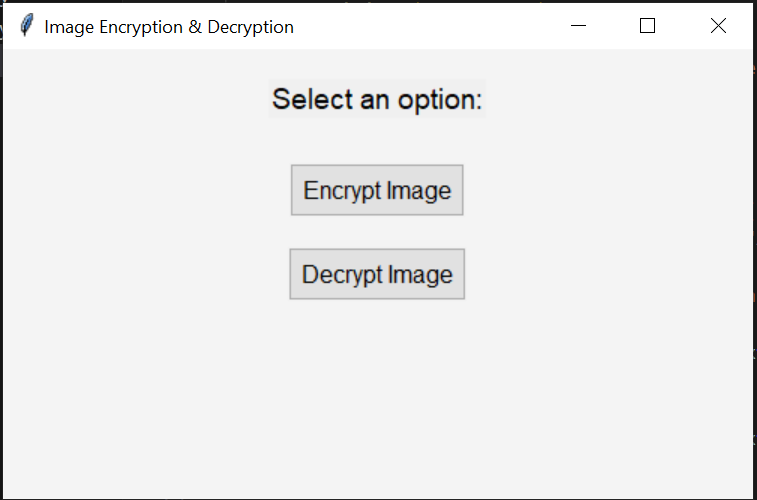 Image Encryption & Decryption
Select an option:
Encrypt Image
Decrypt Image